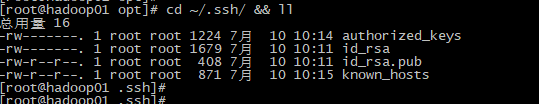 [root@hadoop01 opt]# cd ~/.ssh/ && ll
总用量 16
-rw-------. 1 root root 1224 7月  10 10:14 authorized_keys
-rw-------. 1 root root 1679 7月  10 10:11 id_rsa
-rw-r--r--. 1 root root  408 7月  10 10:11 id_rsa.pub
-rw-r--r--. 1 root root  871 7月  10 10:15 known_hosts
[root@hadoop01 .ssh]#
[root@hadoop01 .ssh]#